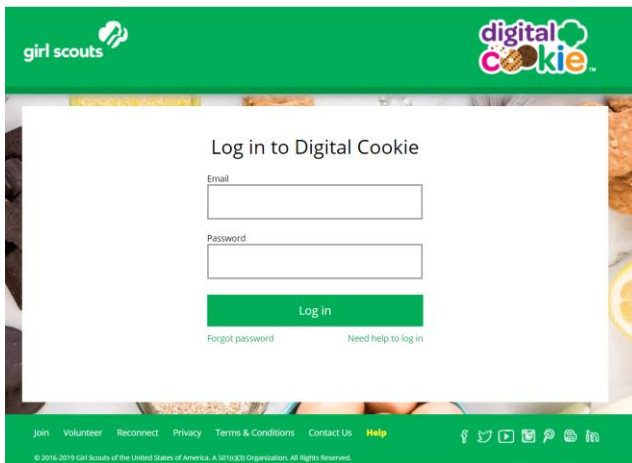 girl scouts
digital
cookie™
Log in to Digital Cookie
Email
Password
Log in
Forgot password Need help to log in
Join Volunteer Reconnect Privacy Terms & Conditions Contact Us Help
© 2016-2019 Girl Scouts of the United States of America. A 501(c)(3) Organization. All Rights Reserved.